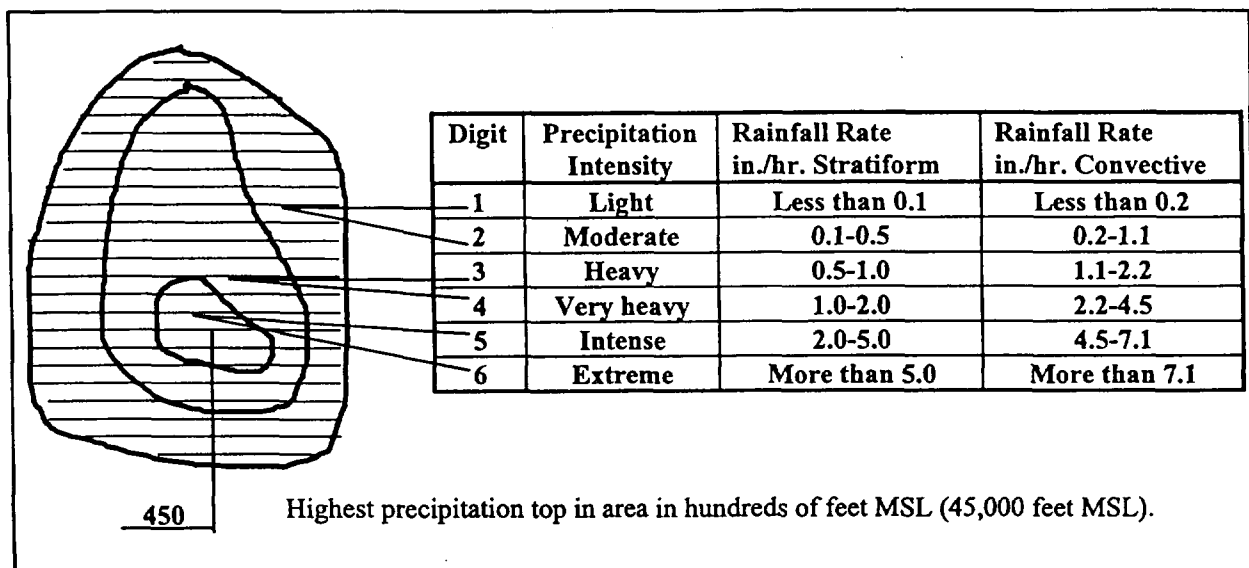 Digit Precipitation Intensity Rainfall Rate in./hr. Stratiform Rainfall Rate in./hr. Convective
1 Light Less than 0.1 Less than 0.2
2 Moderate 0.1-0.5 0.2-1.1
3 Heavy 0.5-1.0 1.1-2.2
4 Very heavy 1.0-2.0 2.2-4.5
5 Intense 2.0-5.0 4.5-7.1
6 Extreme More than 5.0 More than 7.1
450 Highest precipitation top in area in hundreds of feet MSL (45,000 feet MSL).